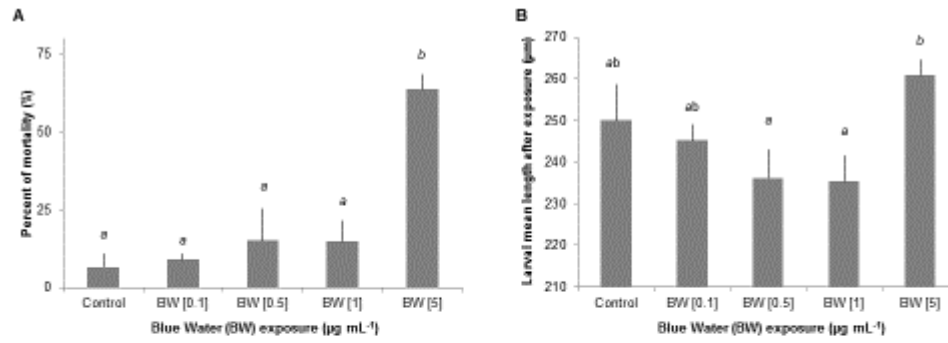 A
Percent of mortality (%)
75
50
25
0
a
a
a
a
b
Control
BW [0.1]
BW [0.5]
BW [1]
BW [5]
Blue Water (BW) exposure (µg mL⁻¹)
B
Larval mean length after exposure (µm)
270
260
250
240
230
220
210
ab
ab
a
a
b
Control
BW [0.1]
BW [0.5]
BW [1]
BW [5]
Blue Water (BW) exposure (µg mL⁻¹)